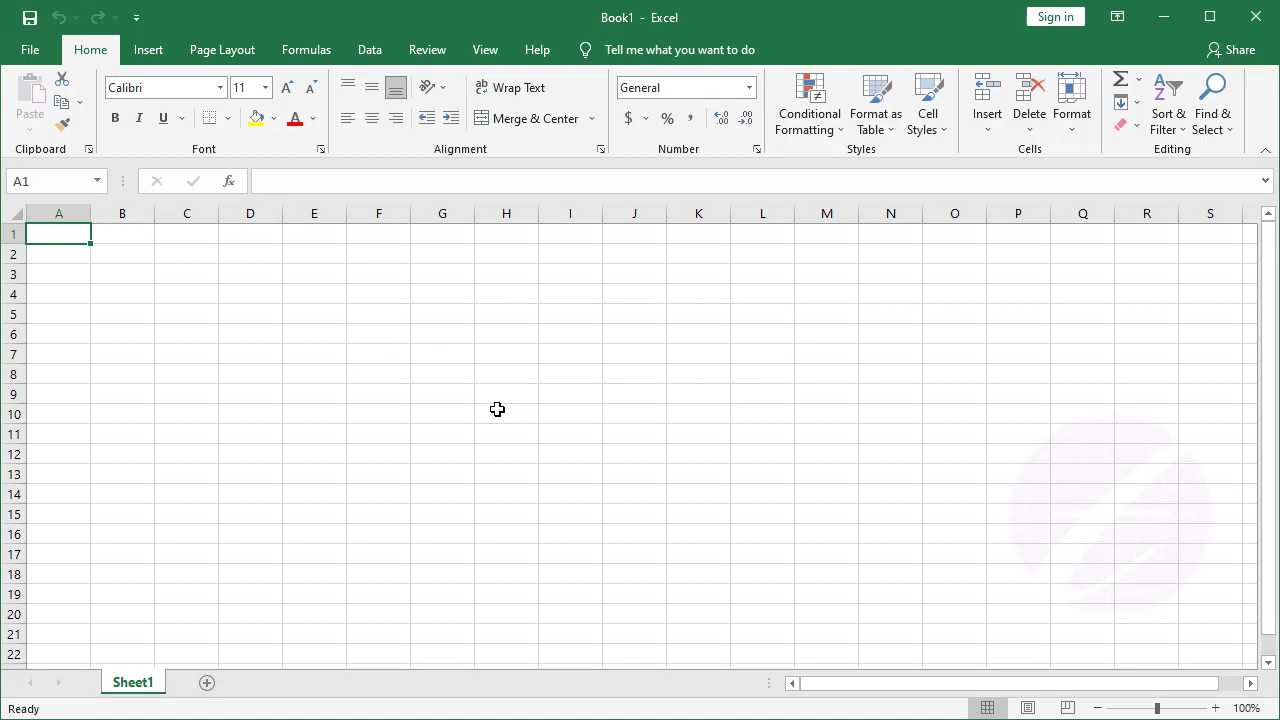 Book1 - Excel
Sign in
File Home Insert Page Layout Formulas Data Review View Help Tell me what you want to do Share
Paste
Calibri 11
B I U A
ab Wrap Text
Merge & Center
General
$ % ,
Conditional Formatting
Format as Table
Cell Styles
Insert Delete Format
Sort & Filter
Find & Select
Clipboard Font Alignment Number Styles Cells Editing
A1 fx
A B C D E F G H I J K L M N O P Q R S
1
2
3
4
5
6
7
8
9
10
11
12
13
14
15
16
17
18
19
20
21
22
Sheet1
Ready 100%